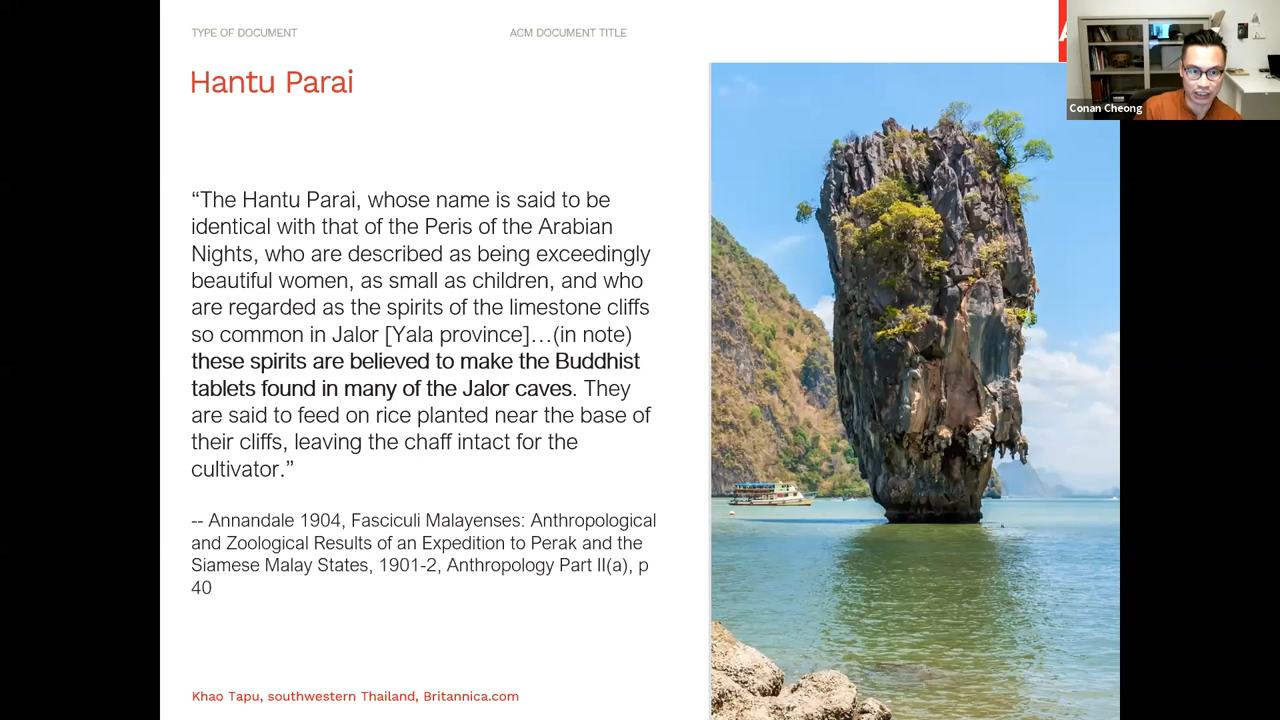 TYPE OF DOCUMENT
ACM DOCUMENT TITLE
Hantu Parai
“The Hantu Parai, whose name is said to be
identical with that of the Peris of the Arabian
Nights, who are described as being exceedingly
beautiful women, as small as children, and who
are regarded as the spirits of the limestone cliffs
so common in Jalor [Yala province]…(in note)
these spirits are believed to make the Buddhist
tablets found in many of the Jalor caves. They
are said to feed on rice planted near the base of
their cliffs, leaving the chaff intact for the
cultivator.”
-- Annandale 1904, Fasciculi Malayenses: Anthropological
and Zoological Results of an Expedition to Perak and the
Siamese Malay States, 1901-2, Anthropology Part II(a), p
40
Khao Tapu, southwestern Thailand, Britannica.com
Conan Cheong